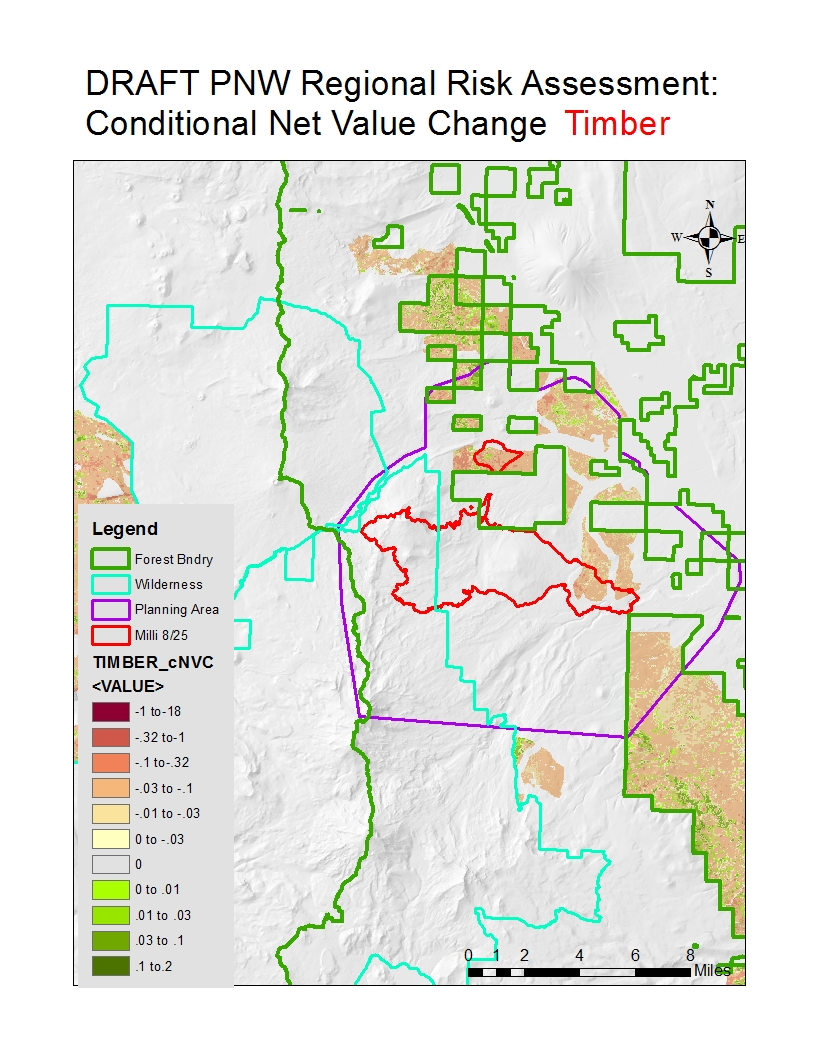 DRAFT PNW Regional Risk Assessment:
Conditional Net Value Change Timber
N
W E
S
Legend
Forest Bndry
Wilderness
Planning Area
Milli 8/25
TIMBER_cNVC
<VALUE>
-1 to-18
-.32 to-1
-.1 to-.32
-.03 to -.1
-.01 to -.03
0 to -.03
0
0 to .01
.01 to .03
.03 to .1
.1 to.2
0 1 2 4 6 8
Miles